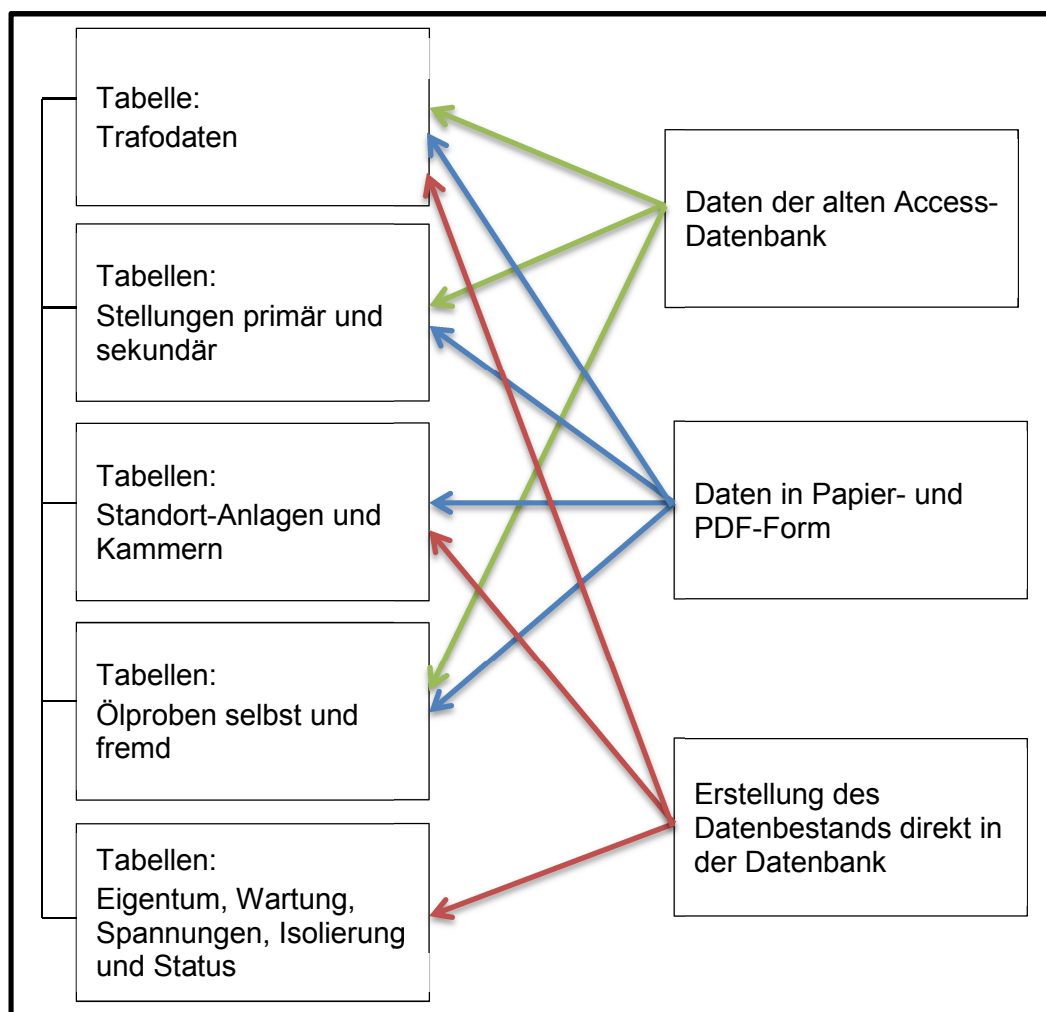 Tabelle:
Trafodaten
Tabellen:
Stellungen primär und
sekundär
Tabellen:
Standort-Anlagen und
Kammern
Tabellen:
Ölproben selbst und
fremd
Tabellen:
Eigentum, Wartung,
Spannungen, Isolierung
und Status
Daten der alten Access-
Datenbank
Daten in Papier- und
PDF-Form
Erstellung des
Datenbestands direkt in
der Datenbank